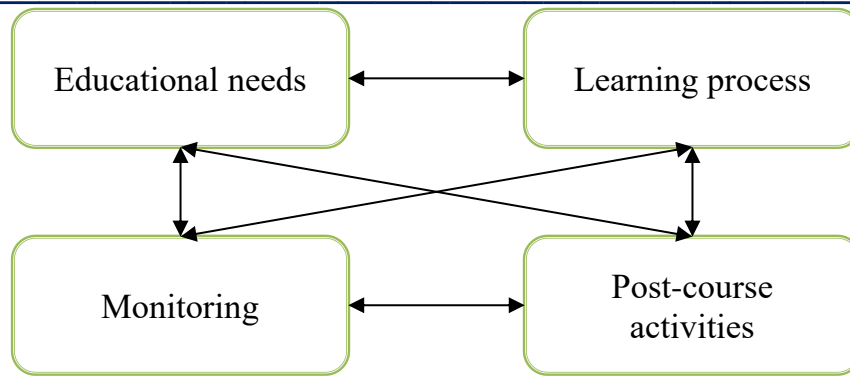 Educational needs
Learning process
Monitoring
Post-course
activities